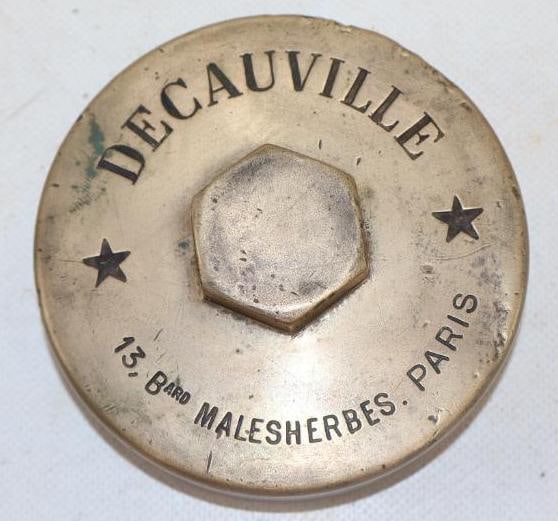 DECAUVILLE
13, BARD MALESHERBES. PARIS